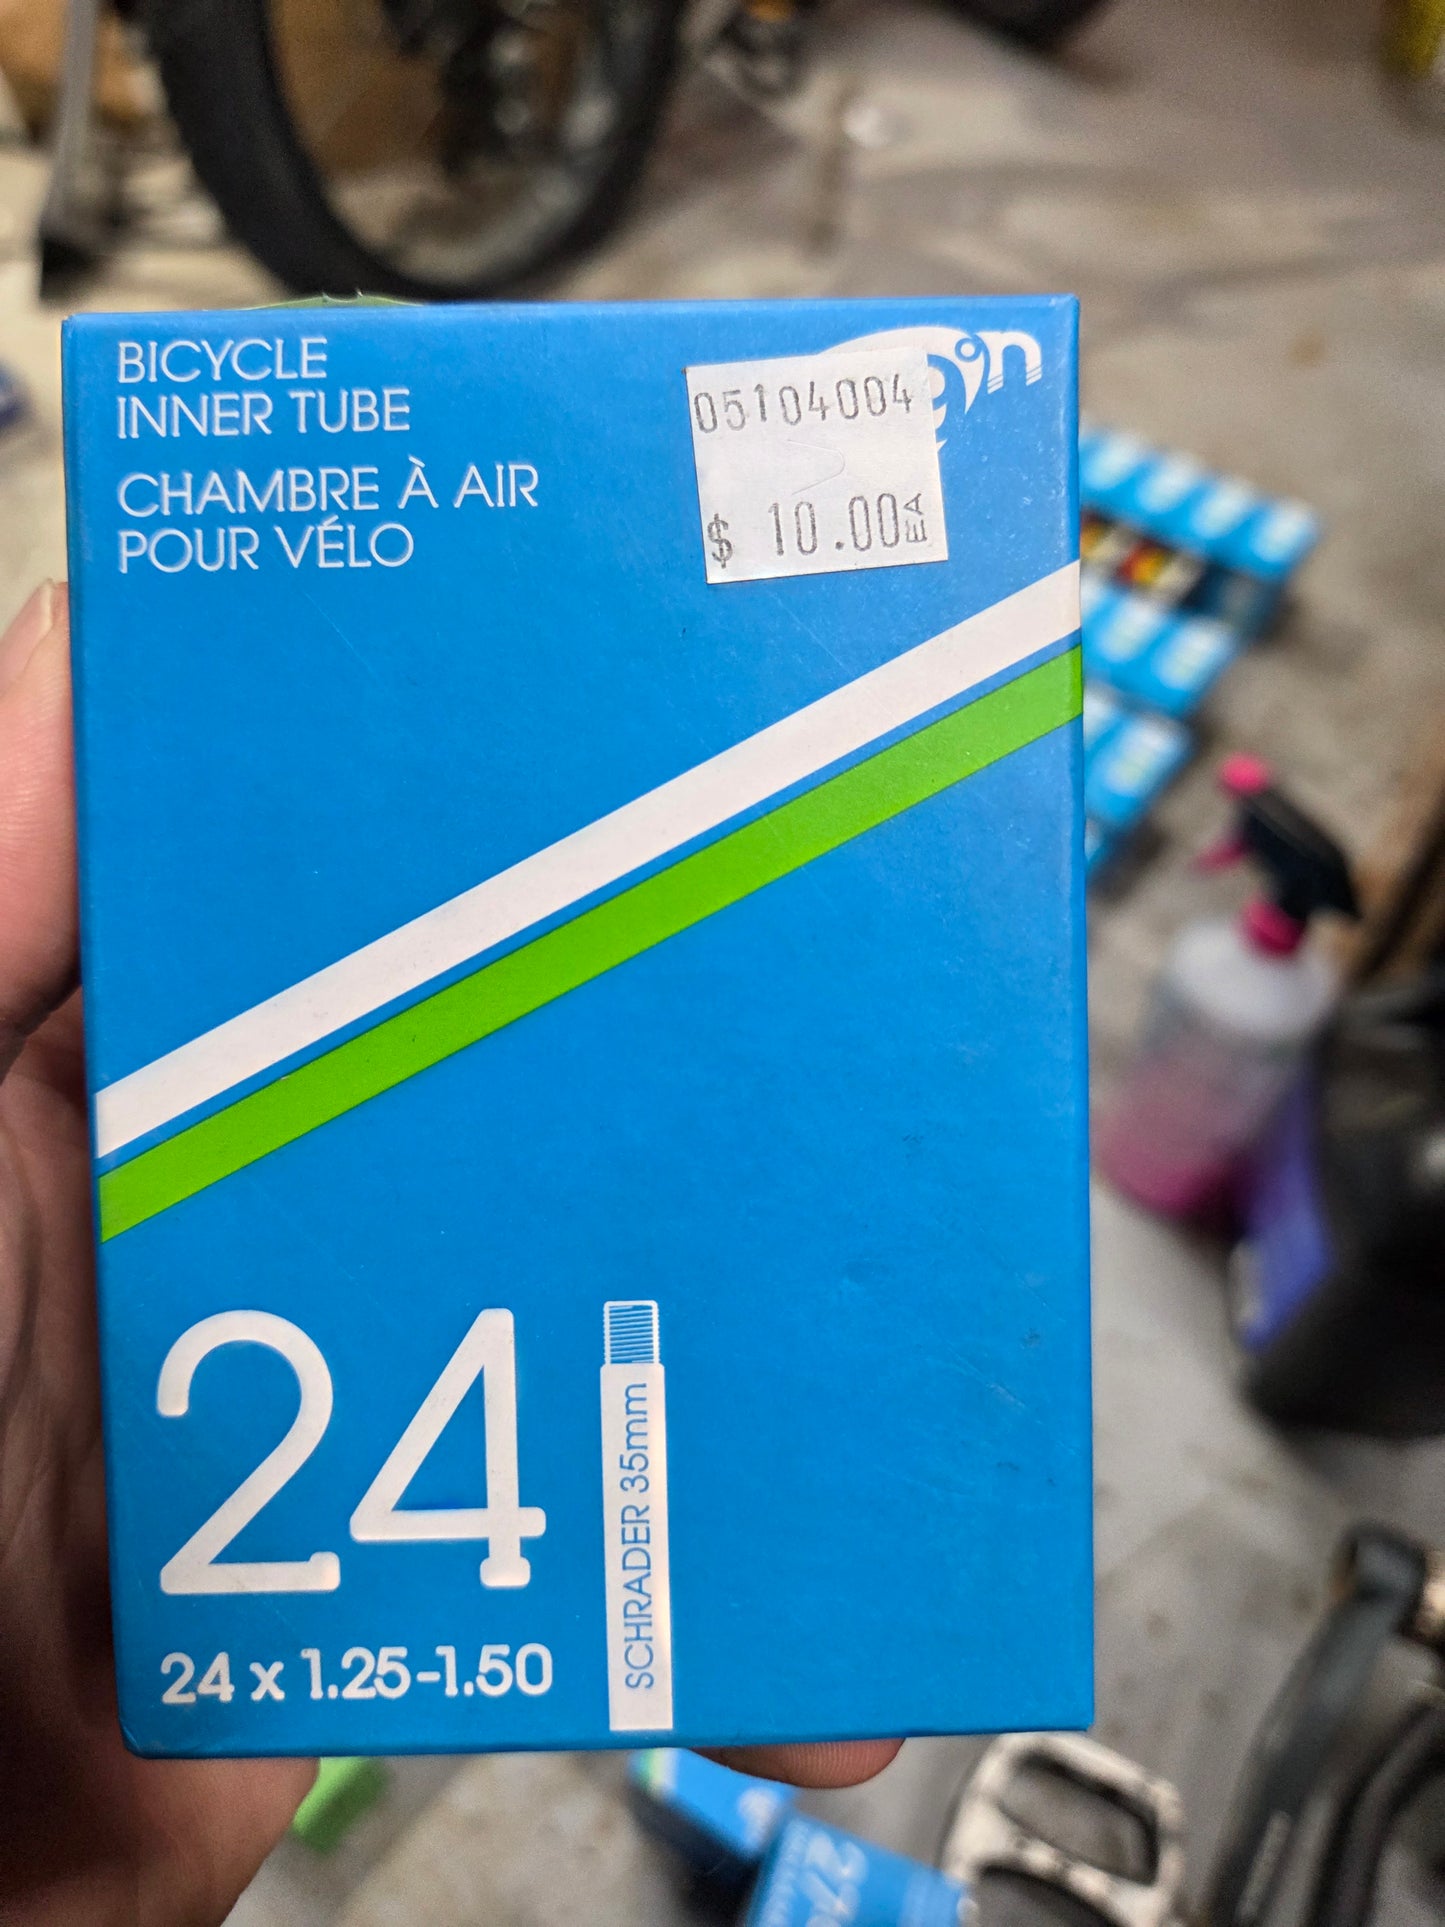 BICYCLE
INNER TUBE
CHAMBRE À AIR
POUR VÉLO
05104004
$ 10.00 EA
24
SCHRADER 35mm
24 x 1.25-1.50